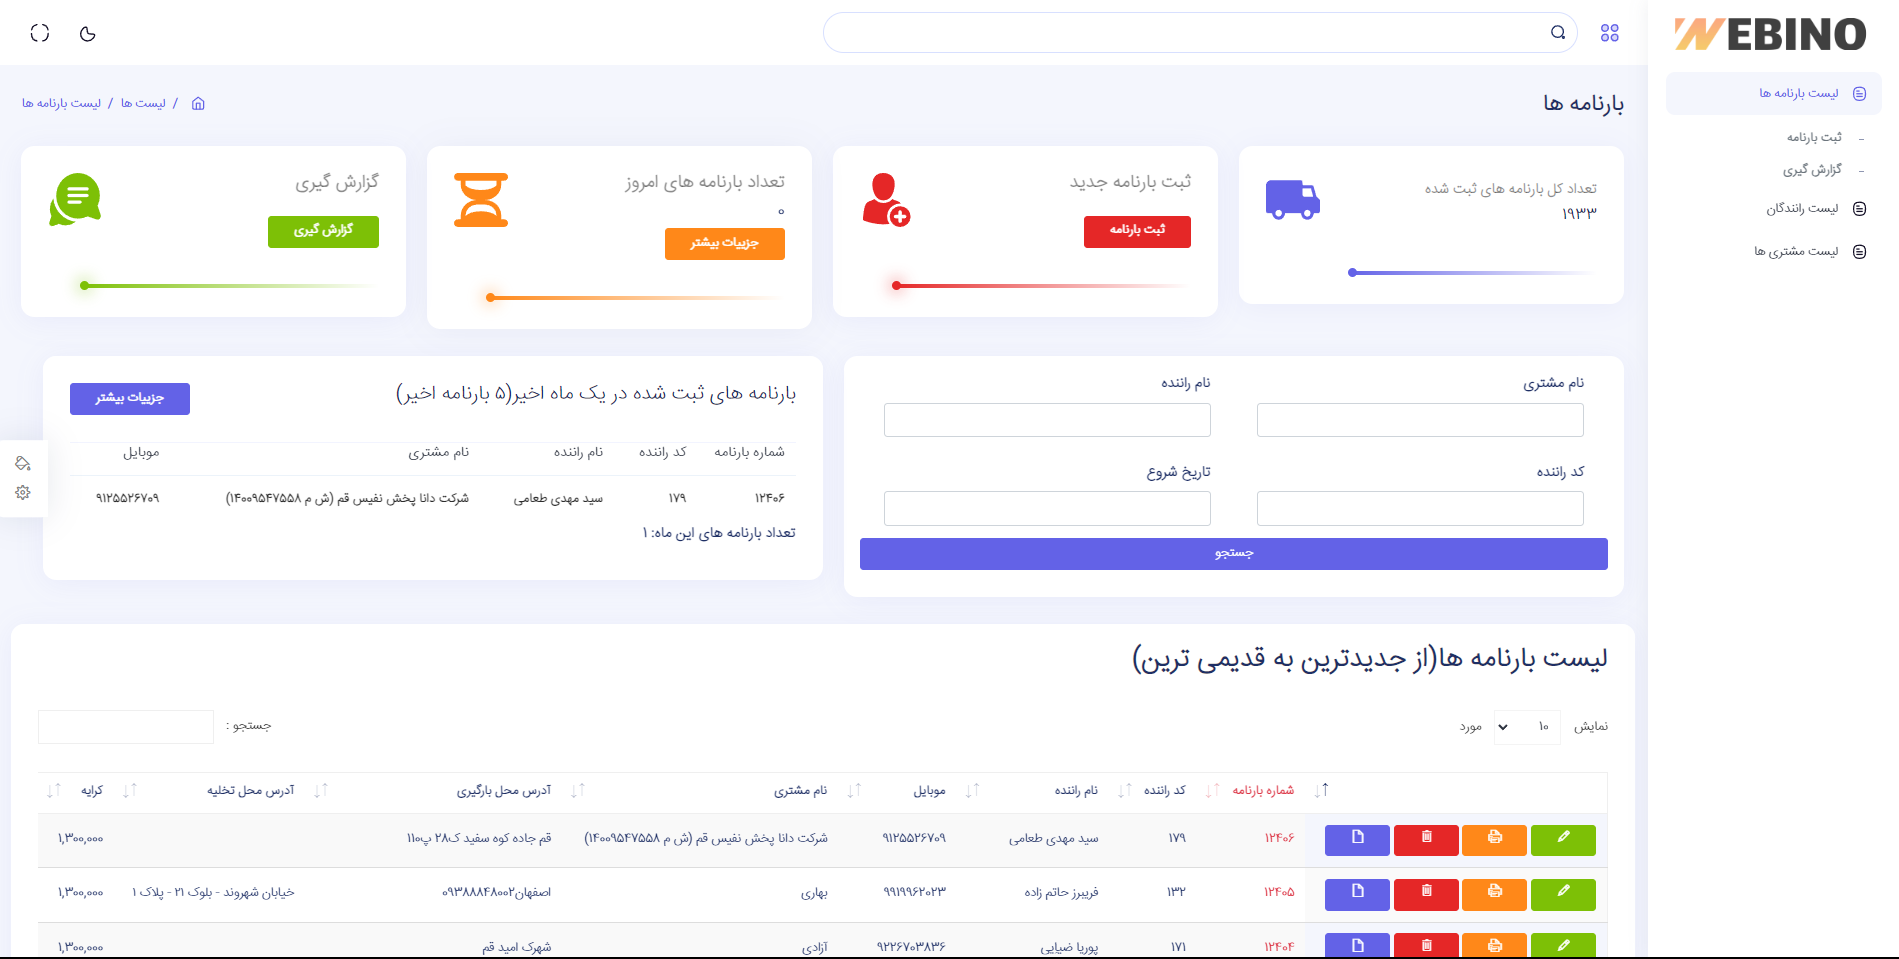 WEBINO
لیست بارنامه ها
ثبت بارنامه
گزارش گیری
لیست رانندگان
لیست مشتری ها
بارنامه ها
لیست ها / لیست بارنامه ها /
تعداد کل بارنامه های ثبت شده
۱۹۳۳
ثبت بارنامه جدید
ثبت بارنامه
تعداد بارنامه های امروز
۰
جزییات بیشتر
گزارش گیری
گزارش گیری
نام مشتری
نام راننده
کد راننده
تاریخ شروع
جستجو
بارنامه های ثبت شده در یک ماه اخیر(۵ بارنامه اخیر)
جزییات بیشتر
شماره بارنامه کد راننده نام راننده نام مشتری موبایل
۱۲۴۰۶ ۱۷۹ سید مهدی طعامی شرکت دانا پخش نفیس قم (ش م ۱۴۰۰۹۵۴۷۵۵۸) ۹۱۲۵۵۲۶۷۰۹
تعداد بارنامه های این ماه: ۱
لیست بارنامه ها(از جدیدترین به قدیمی ترین)
نمایش ۱۰ مورد
جستجو :
شماره بارنامه کد راننده نام راننده موبایل نام مشتری آدرس محل بارگیری آدرس محل تخلیه کرایه
۱۲۴۰۶ ۱۷۹ سید مهدی طعامی ۹۱۲۵۵۲۶۷۰۹ شرکت دانا پخش نفیس قم (ش م ۱۴۰۰۹۵۴۷۵۵۸) قم جاده کوه سفید ک۲۸ پ۱۱۰ ۱,۳۰۰,۰۰۰
۱۲۴۰۵ ۱۳۲ فریبرز حاتم زاده ۹۹۱۹۹۶۲۰۲۳ بهاری اصفهان۰۹۳۸۸۸۴۸۰۰۲ خیابان شهروند - بلوک ۲۱ - پلاک ۱ ۱,۳۰۰,۰۰۰
۱۲۴۰۴ ۱۷۱ پوریا ضیایی ۹۲۲۶۷۰۳۸۳۶ آزادی شهرک امید قم ۱,۳۰۰,۰۰۰